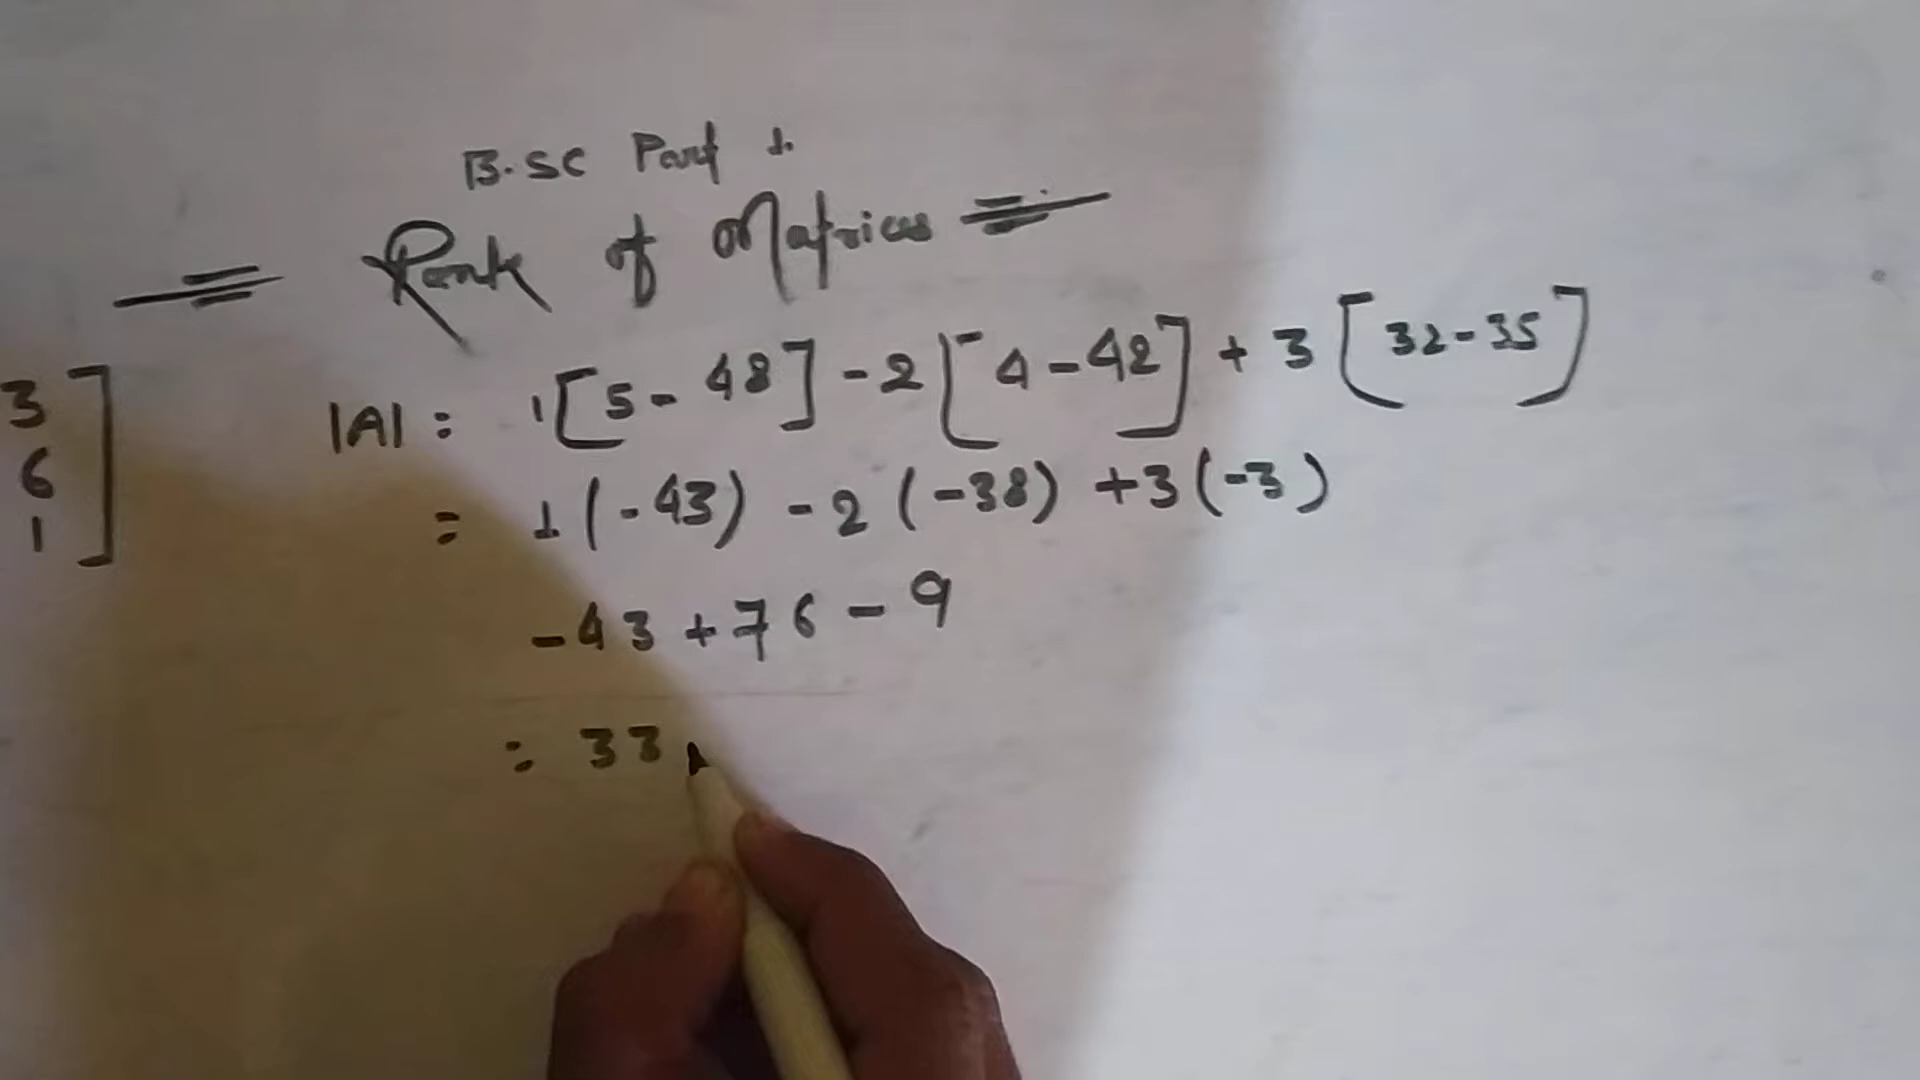 B.SC Part 1.
Rank of Matrices
3
6
1
|A| = 1[5-48] -2[4-42] +3[32-35]
= 1(-43) -2(-38) +3(-3)
-43+76-9
= 33